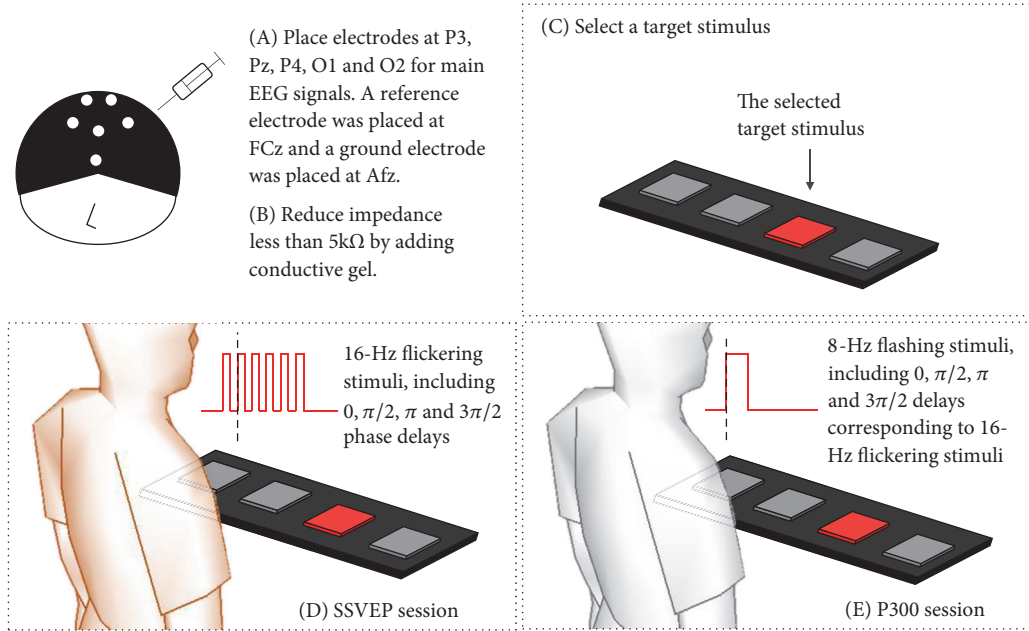 (A) Place electrodes at P3,
Pz, P4, O1 and O2 for main
EEG signals. A reference
electrode was placed at
FCz and a ground electrode
was placed at Afz.
(B) Reduce impedance
less than 5kΩ by adding
conductive gel.
(C) Select a target stimulus
The selected
target stimulus
16-Hz flickering
stimuli, including
0, π/2, π and 3π/2
phase delays
(D) SSVEP session
8-Hz flashing stimuli,
including 0, π/2, π
and 3π/2 delays
corresponding to 16-
Hz flickering stimuli
(E) P300 session